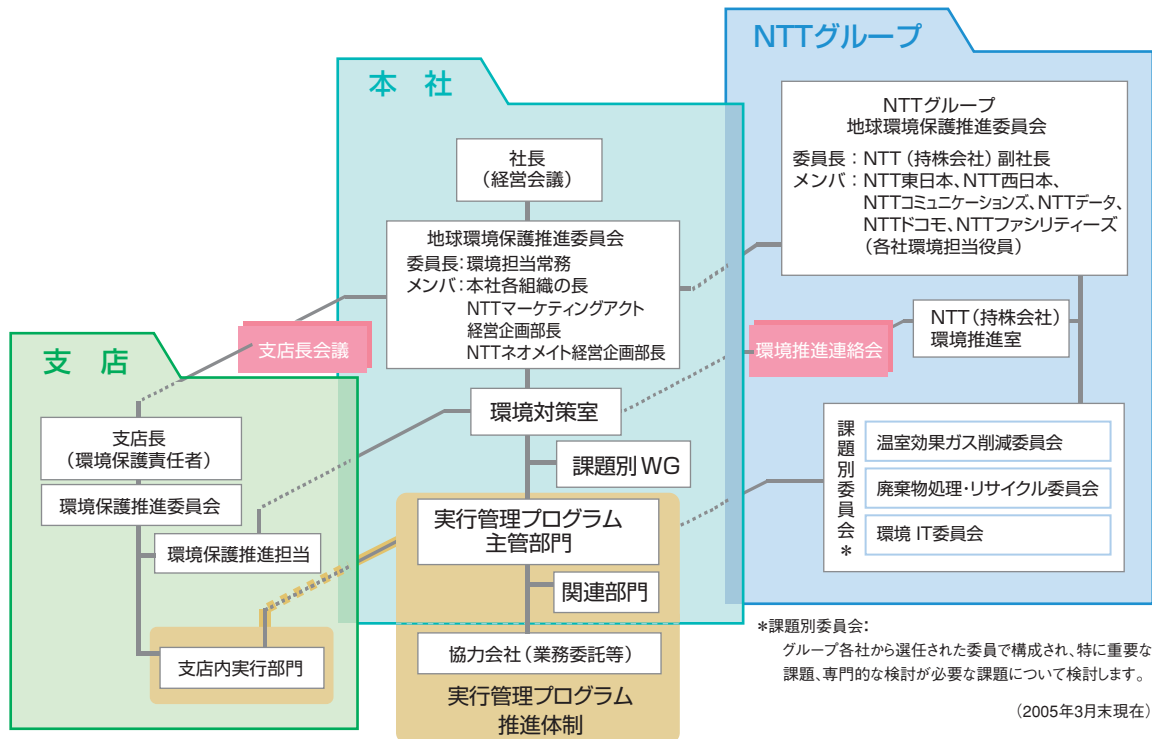 NTTグループ
NTTグループ
地球環境保護推進委員会
委員長：NTT（持株会社）副社長
メンバ：NTT東日本、NTT西日本、
NTTコミュニケーションズ、NTTデータ、
NTTドコモ、NTTファシリティーズ
（各社環境担当役員）
NTT（持株会社）
環境推進室
環境推進連絡会
課題別委員会＊
温室効果ガス削減委員会
廃棄物処理・リサイクル委員会
環境 IT委員会
本　社
社長
（経営会議）
地球環境保護推進委員会
委員長：環境担当常務
メンバ：本社各組織の長
NTTマーケティングアクト
経営企画部長
NTTネオメイト経営企画部長
環境対策室
課題別 WG
実行管理プログラム
主管部門
関連部門
協力会社（業務委託等）
実行管理プログラム
推進体制
支店長会議
支　店
支店長
（環境保護責任者）
環境保護推進委員会
環境保護推進担当
支店内実行部門
＊課題別委員会：
グループ各社から選任された委員で構成され、特に重要な
課題、専門的な検討が必要な課題について検討します。
（2005年3月末現在）